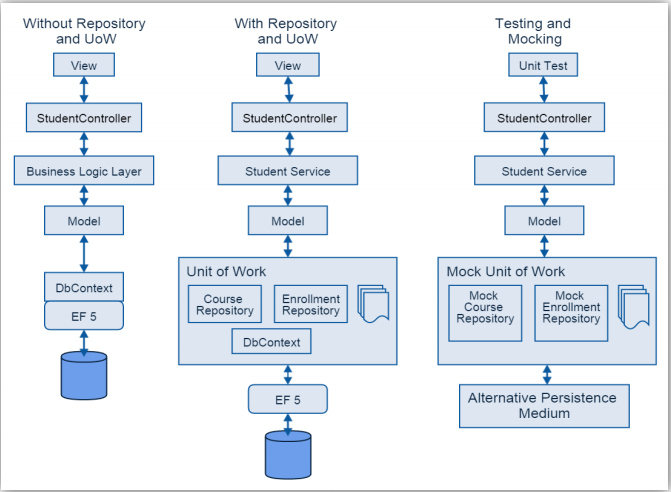 Without Repository
and UoW
View
StudentController
Business Logic Layer
Model
DbContext
EF 5
With Repository
and UoW
View
StudentController
Student Service
Model
Unit of Work
Course
Repository
Enrollment
Repository
DbContext
EF 5
Testing and
Mocking
Unit Test
StudentController
Student Service
Model
Mock Unit of Work
Mock
Course
Repository
Mock
Enrollment
Repository
Alternative Persistence
Medium